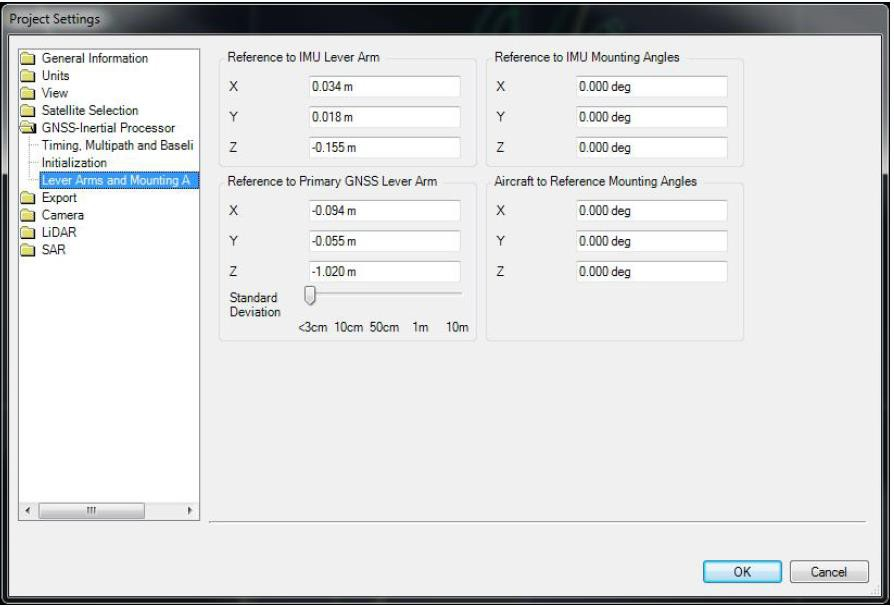 Project Settings
General Information
Units
View
Satellite Selection
GNSS-Inertial Processor
Timing, Multipath and Baseli
Initialization
Lever Arms and Mounting A
Export
Camera
LiDAR
SAR
Reference to IMU Lever Arm
X 0.034 m
Y 0.018 m
Z -0.155 m
Reference to IMU Mounting Angles
X 0.000 deg
Y 0.000 deg
Z 0.000 deg
Reference to Primary GNSS Lever Arm
X -0.094 m
Y -0.055 m
Z -1.020 m
Standard
Deviation
<3cm 10cm 50cm 1m 10m
Aircraft to Reference Mounting Angles
X 0.000 deg
Y 0.000 deg
Z 0.000 deg
OK Cancel